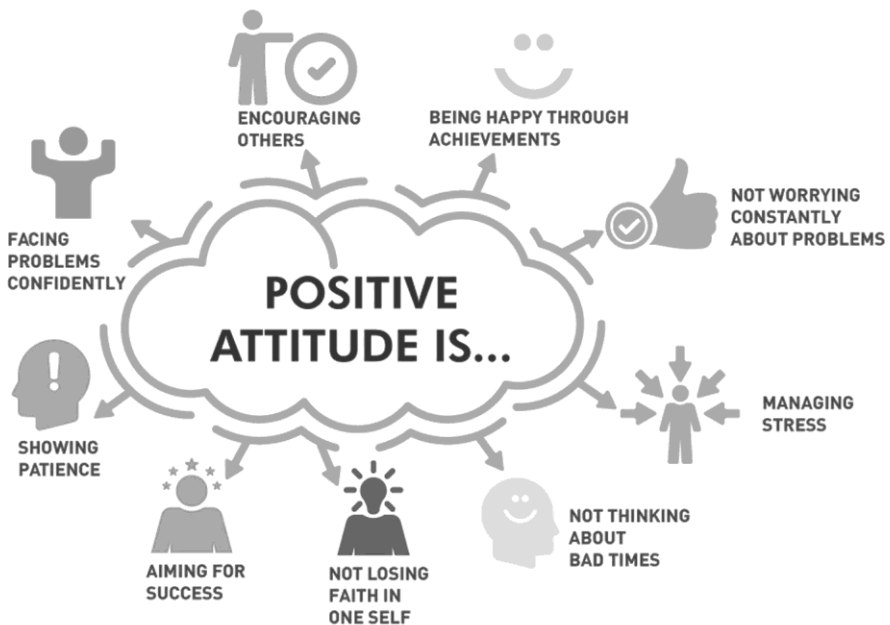 POSITIVE
ATTITUDE IS...
ENCOURAGING
OTHERS
BEING HAPPY THROUGH
ACHIEVEMENTS
NOT WORRYING
CONSTANTLY
ABOUT PROBLEMS
MANAGING
STRESS
NOT THINKING
ABOUT
BAD TIMES
NOT LOSING
FAITH IN
ONE SELF
AIMING FOR
SUCCESS
SHOWING
PATIENCE
FACING
PROBLEMS
CONFIDENTLY
!